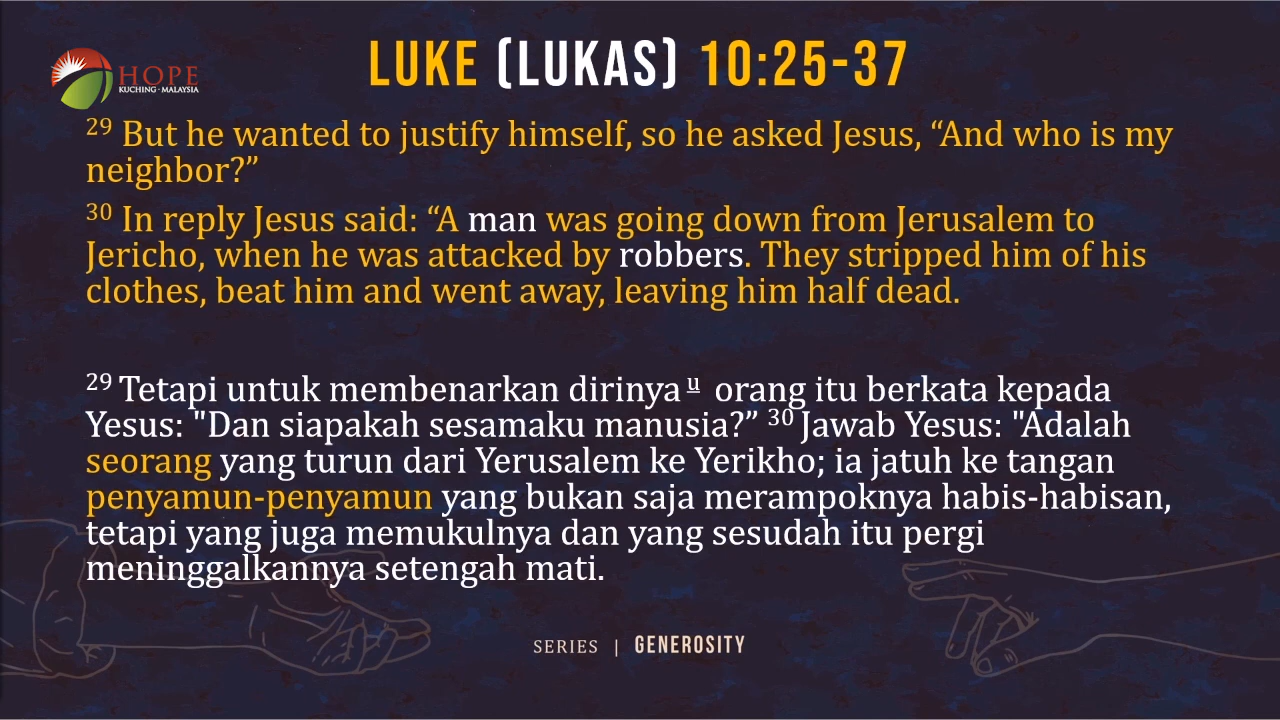 LUKE (LUKAS) 10:25-37
HOPE
KUCHING · MALAYSIA
29 But he wanted to justify himself, so he asked Jesus, “And who is my
neighbor?”
30 In reply Jesus said: “A man was going down from Jerusalem to
Jericho, when he was attacked by robbers. They stripped him of his
clothes, beat him and went away, leaving him half dead.
29 Tetapi untuk membenarkan dirinya u orang itu berkata kepada
Yesus: "Dan siapakah sesamaku manusia?” 30 Jawab Yesus: "Adalah
seorang yang turun dari Yerusalem ke Yerikho; ia jatuh ke tangan
penyamun-penyamun yang bukan saja merampoknya habis-habisan,
tetapi yang juga memukulnya dan yang sesudah itu pergi
meninggalkannya setengah mati.
SERIES | GENEROSITY